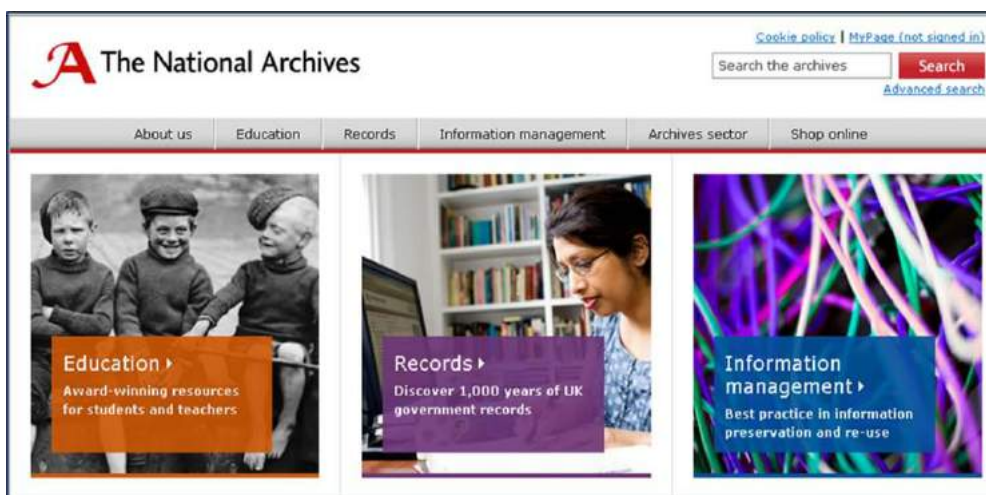 Cookie policy | MyPage (not signed in)
A The National Archives
Search the archives Search
Advanced search
About us Education Records Information management Archives sector Shop online
Education
Award-winning resources
for students and teachers
Records
Discover 1,000 years of UK
government records
Information
management
Best practice in information
preservation and re-use